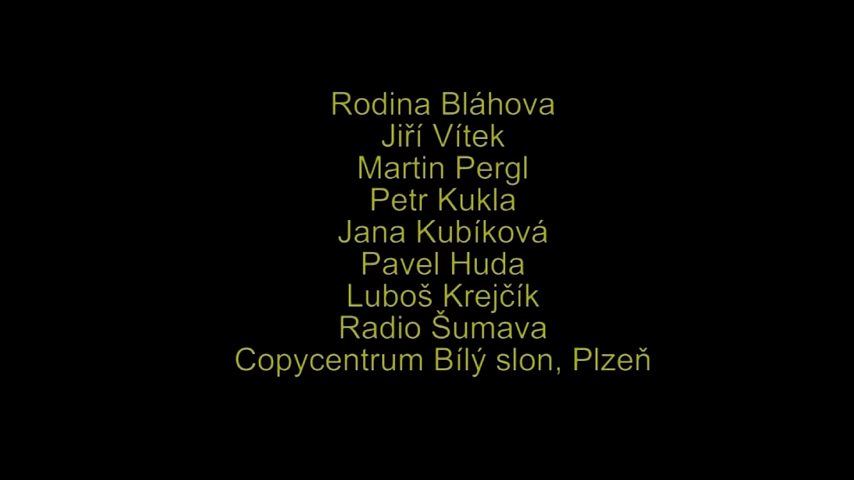 Rodina Bláhova
Jiří Vítek
Martin Pergl
Petr Kukla
Jana Kubíková
Pavel Huda
Luboš Krejčík
Radio Šumava
Copycentrum Bílý slon, Plzeň